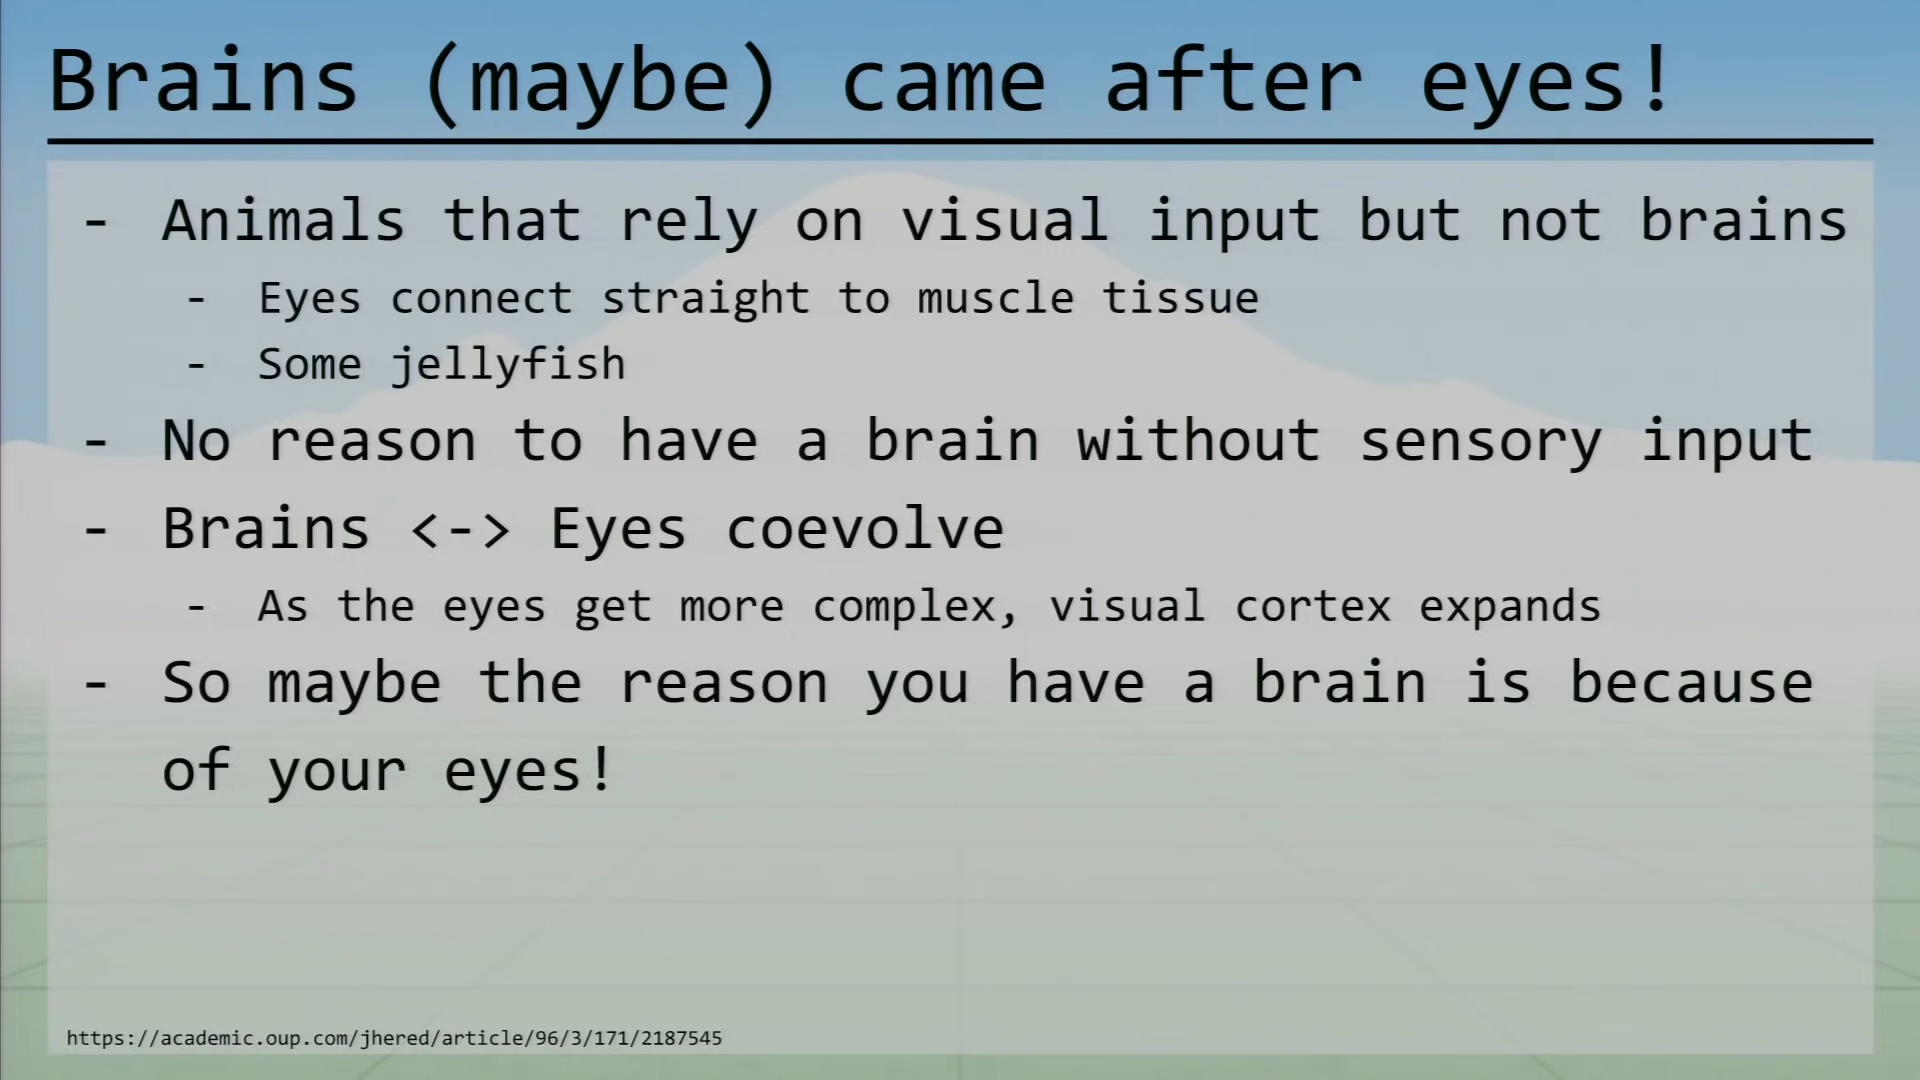 Brains (maybe) came after eyes!
- Animals that rely on visual input but not brains
- Eyes connect straight to muscle tissue
- Some jellyfish
- No reason to have a brain without sensory input
- Brains <-> Eyes coevolve
- As the eyes get more complex, visual cortex expands
- So maybe the reason you have a brain is because
of your eyes!
https://academic.oup.com/jhered/article/96/3/171/2187545